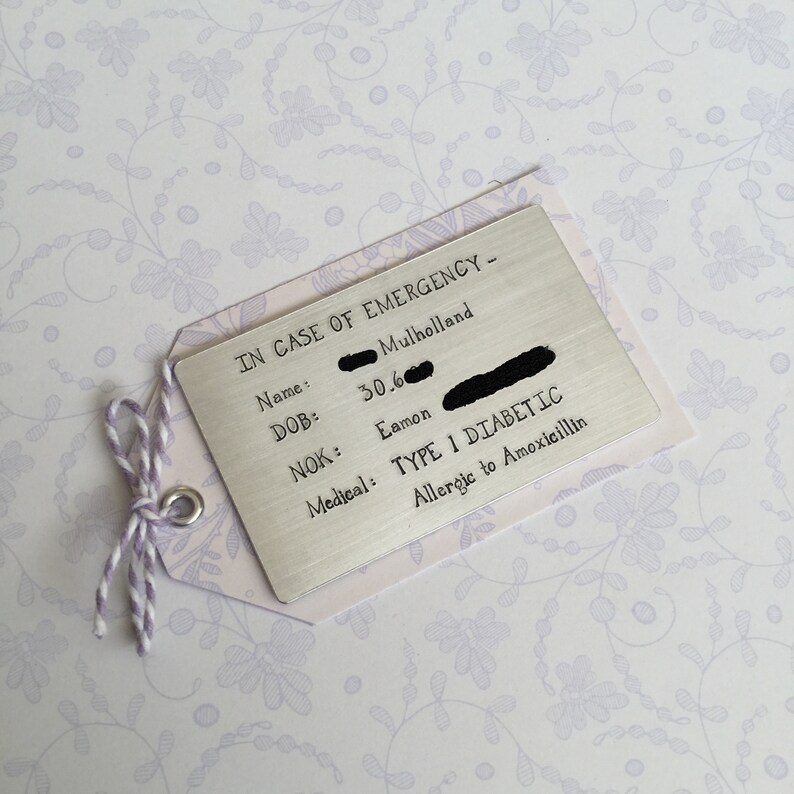 IN CASE OF EMERGENCY -
Name: Mulholland
DOB: 30.6
NOK: Eamon
Medical: TYPE 1 DIABETIC
Allergic to Amoxicillin